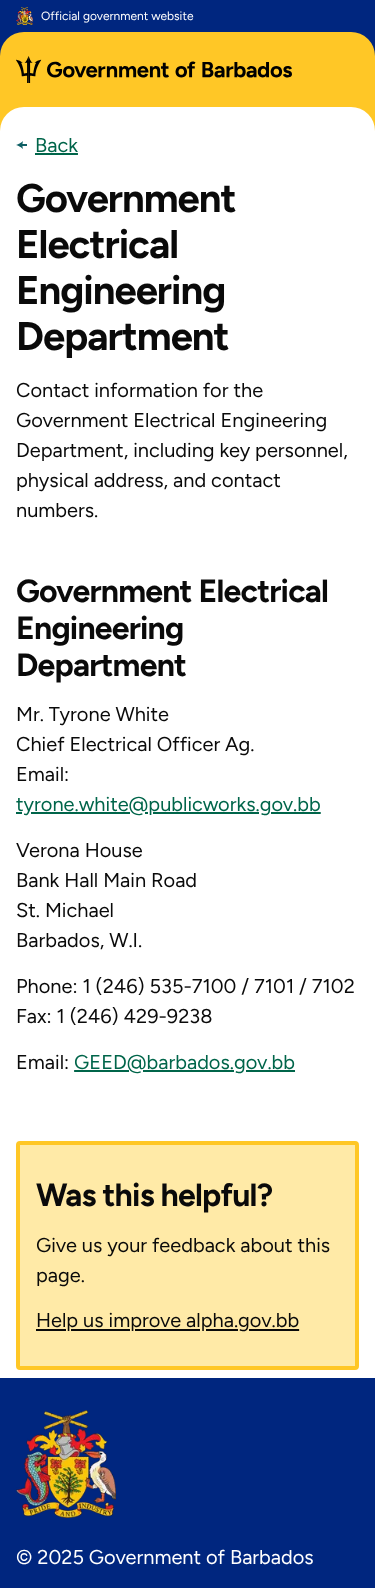 Official government website
Government of Barbados
Back
Government
Electrical
Engineering
Department
Contact information for the
Government Electrical Engineering
Department, including key personnel,
physical address, and contact
numbers.
Government Electrical
Engineering
Department
Mr. Tyrone White
Chief Electrical Officer Ag.
Email:
tyrone.white@publicworks.gov.bb
Verona House
Bank Hall Main Road
St. Michael
Barbados, W.I.
Phone: 1 (246) 535-7100 / 7101 / 7102
Fax: 1 (246) 429-9238
Email: GEED@barbados.gov.bb
Was this helpful?
Give us your feedback about this
page.
Help us improve alpha.gov.bb
PRIDE AND INDUSTRY
© 2025 Government of Barbados